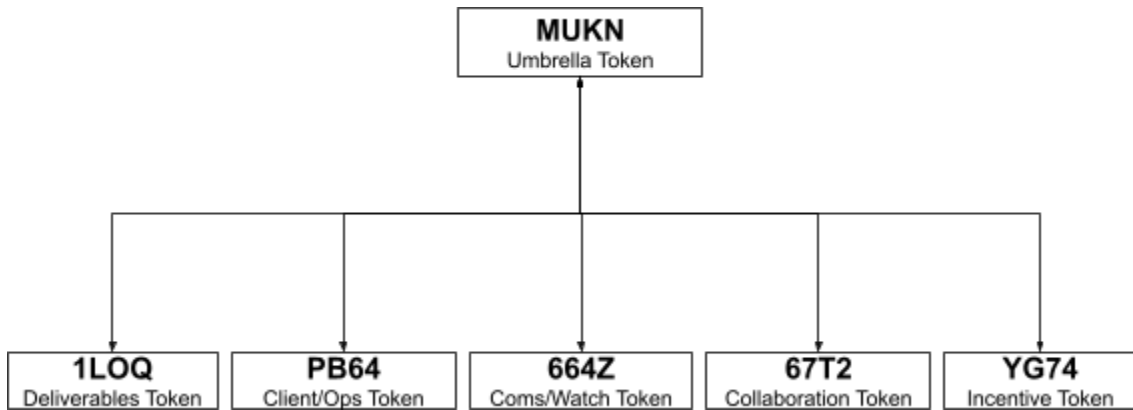 MUKN
Umbrella Token
1LOQ
Deliverables Token
PB64
Client/Ops Token
664Z
Coms/Watch Token
67T2
Collaboration Token
YG74
Incentive Token